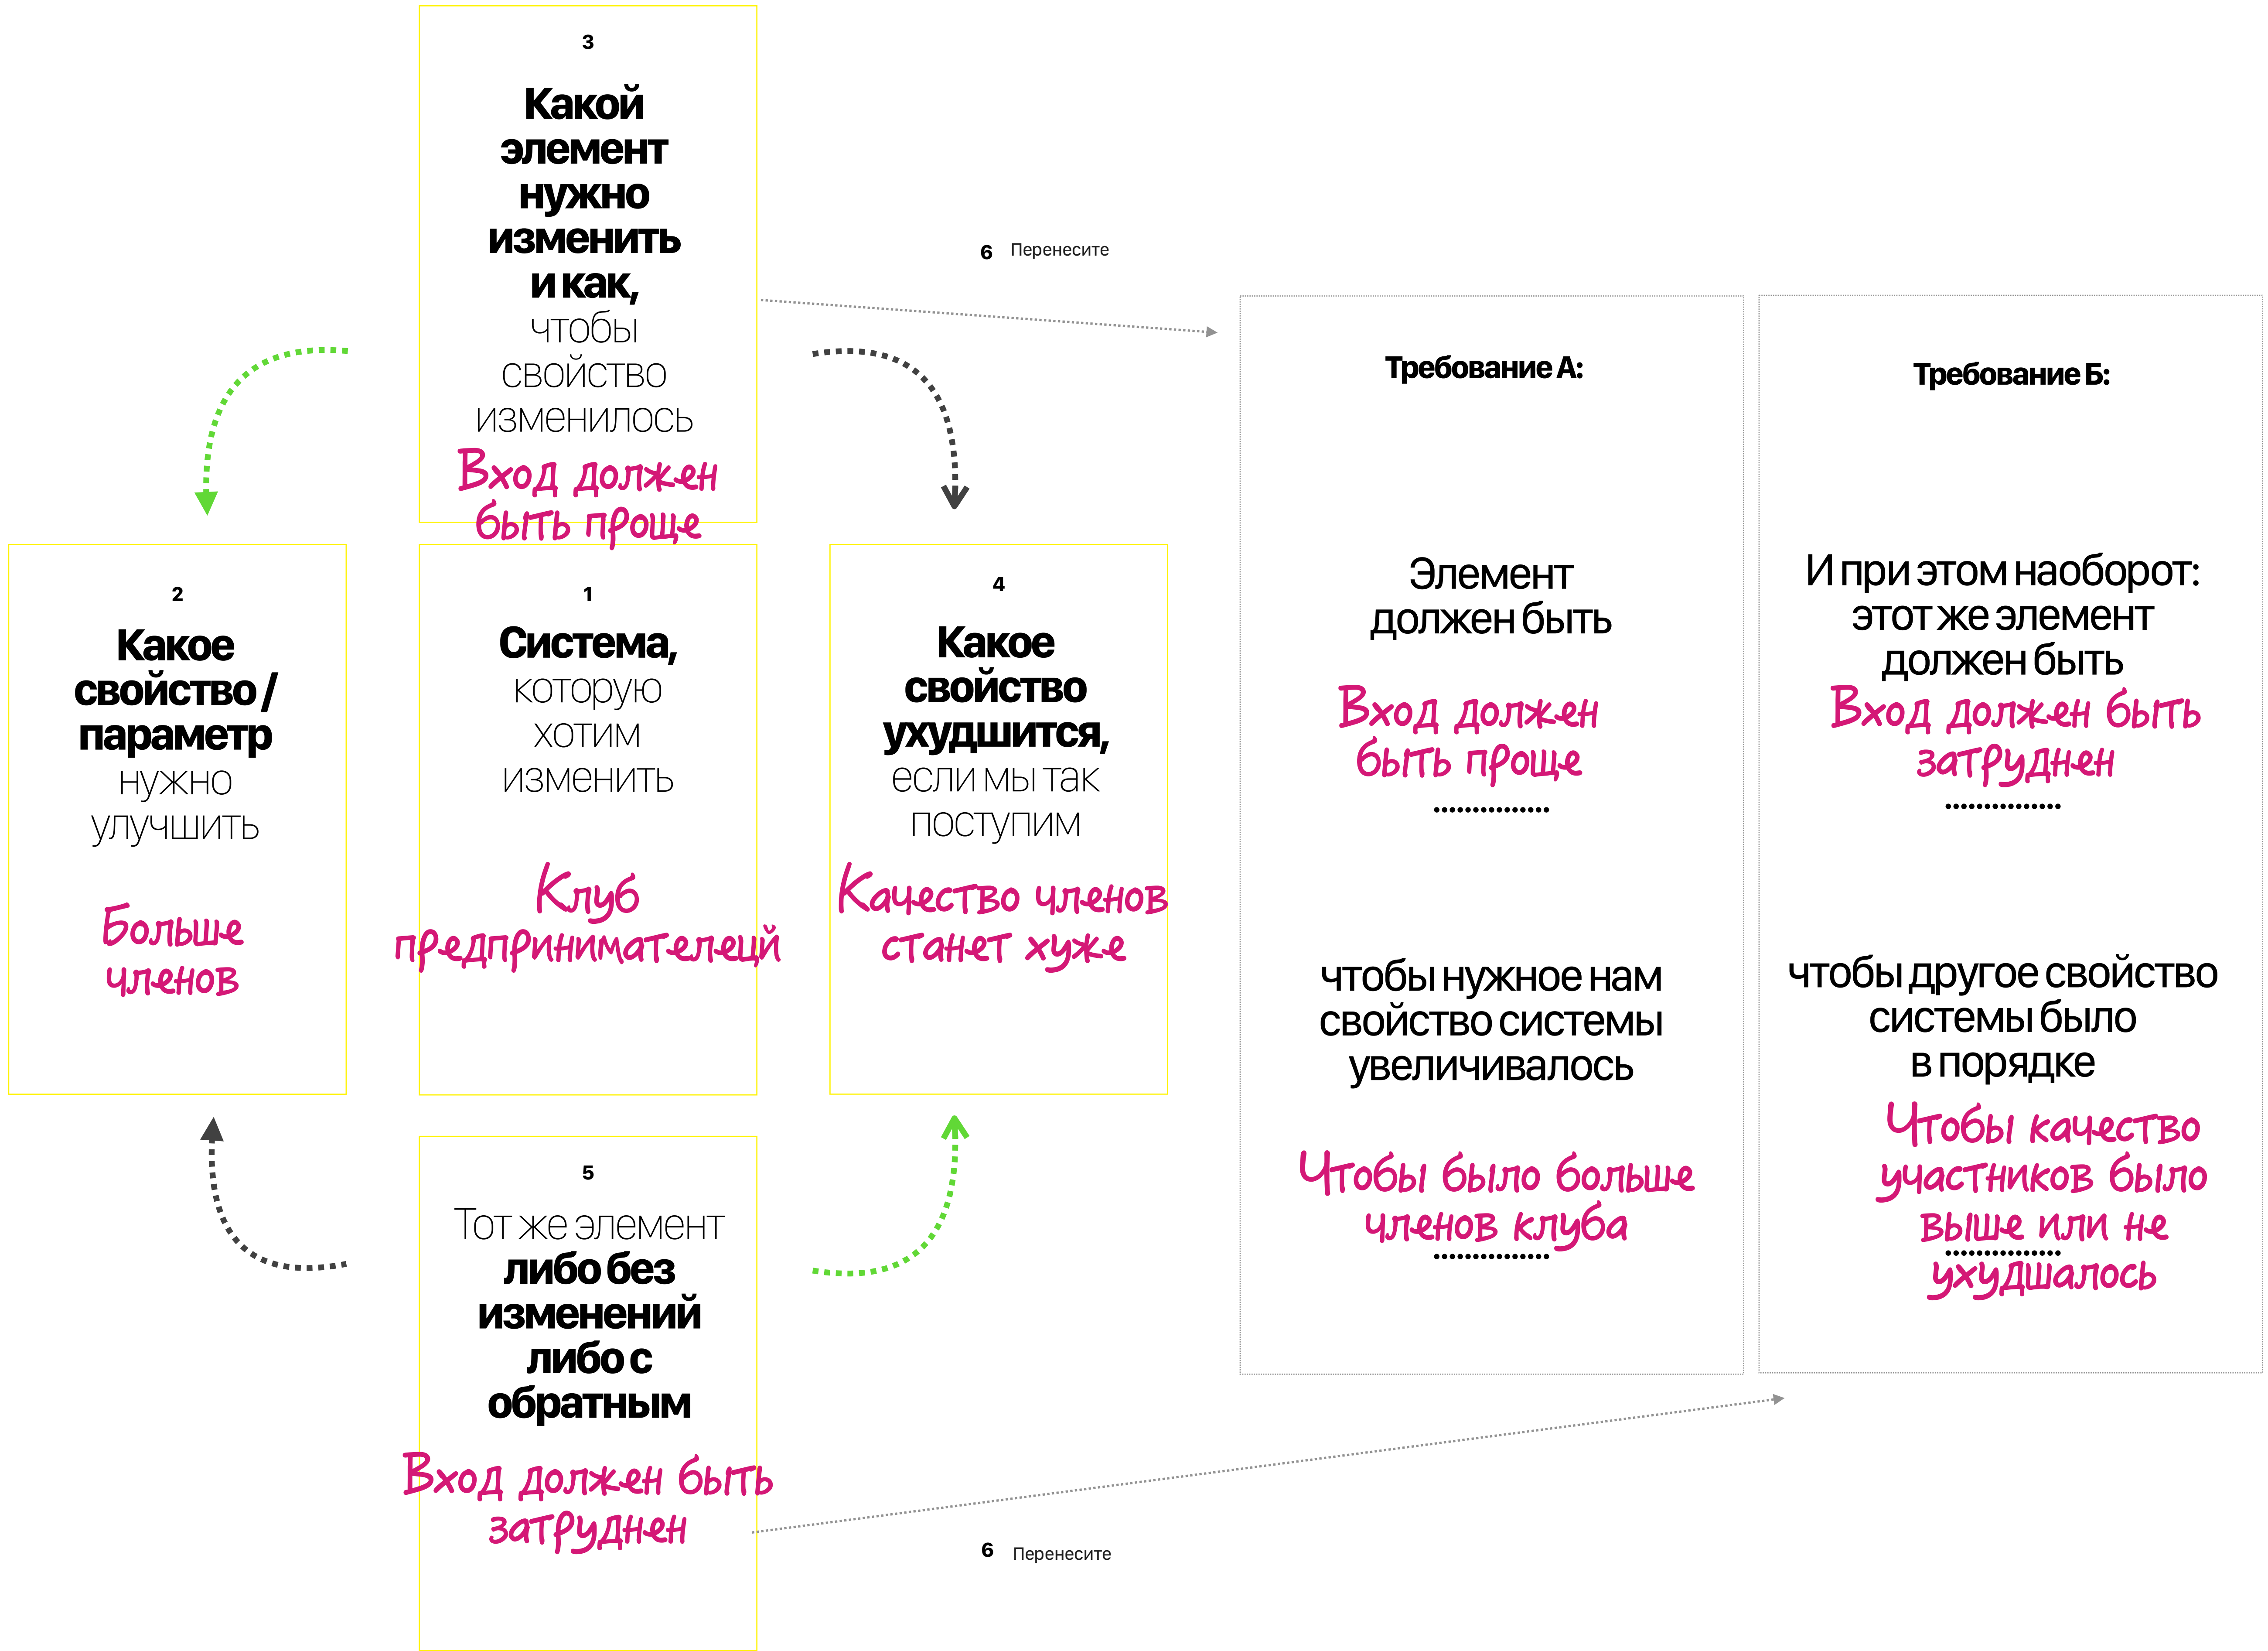 3
Какой
элемент
нужно
изменить
и как,
чтобы
свойство
изменилось
Вход должен
быть проще
6 Перенесите
2
Какое
свойство /
параметр
нужно
улучшить
Больше
членов
1
Система,
которую
хотим
изменить
Клуб
предпринимателецй
4
Какое
свойство
ухудшится,
если мы так
поступим
Качество членов
станет хуже
5
Тот же элемент
либо без
изменений
либо с
обратным
Вход должен быть
затруднен
6 Перенесите
Требование А:
Элемент
должен быть
Вход должен
быть проще
чтобы нужное нам
свойство системы
увеличивалось
Чтобы было больше
членов клуба
Требование Б:
И при этом наоборот:
этот же элемент
должен быть
Вход должен быть
затруднен
чтобы другое свойство
системы было
в порядке
Чтобы качество
участников было
выше или не
ухудшалось